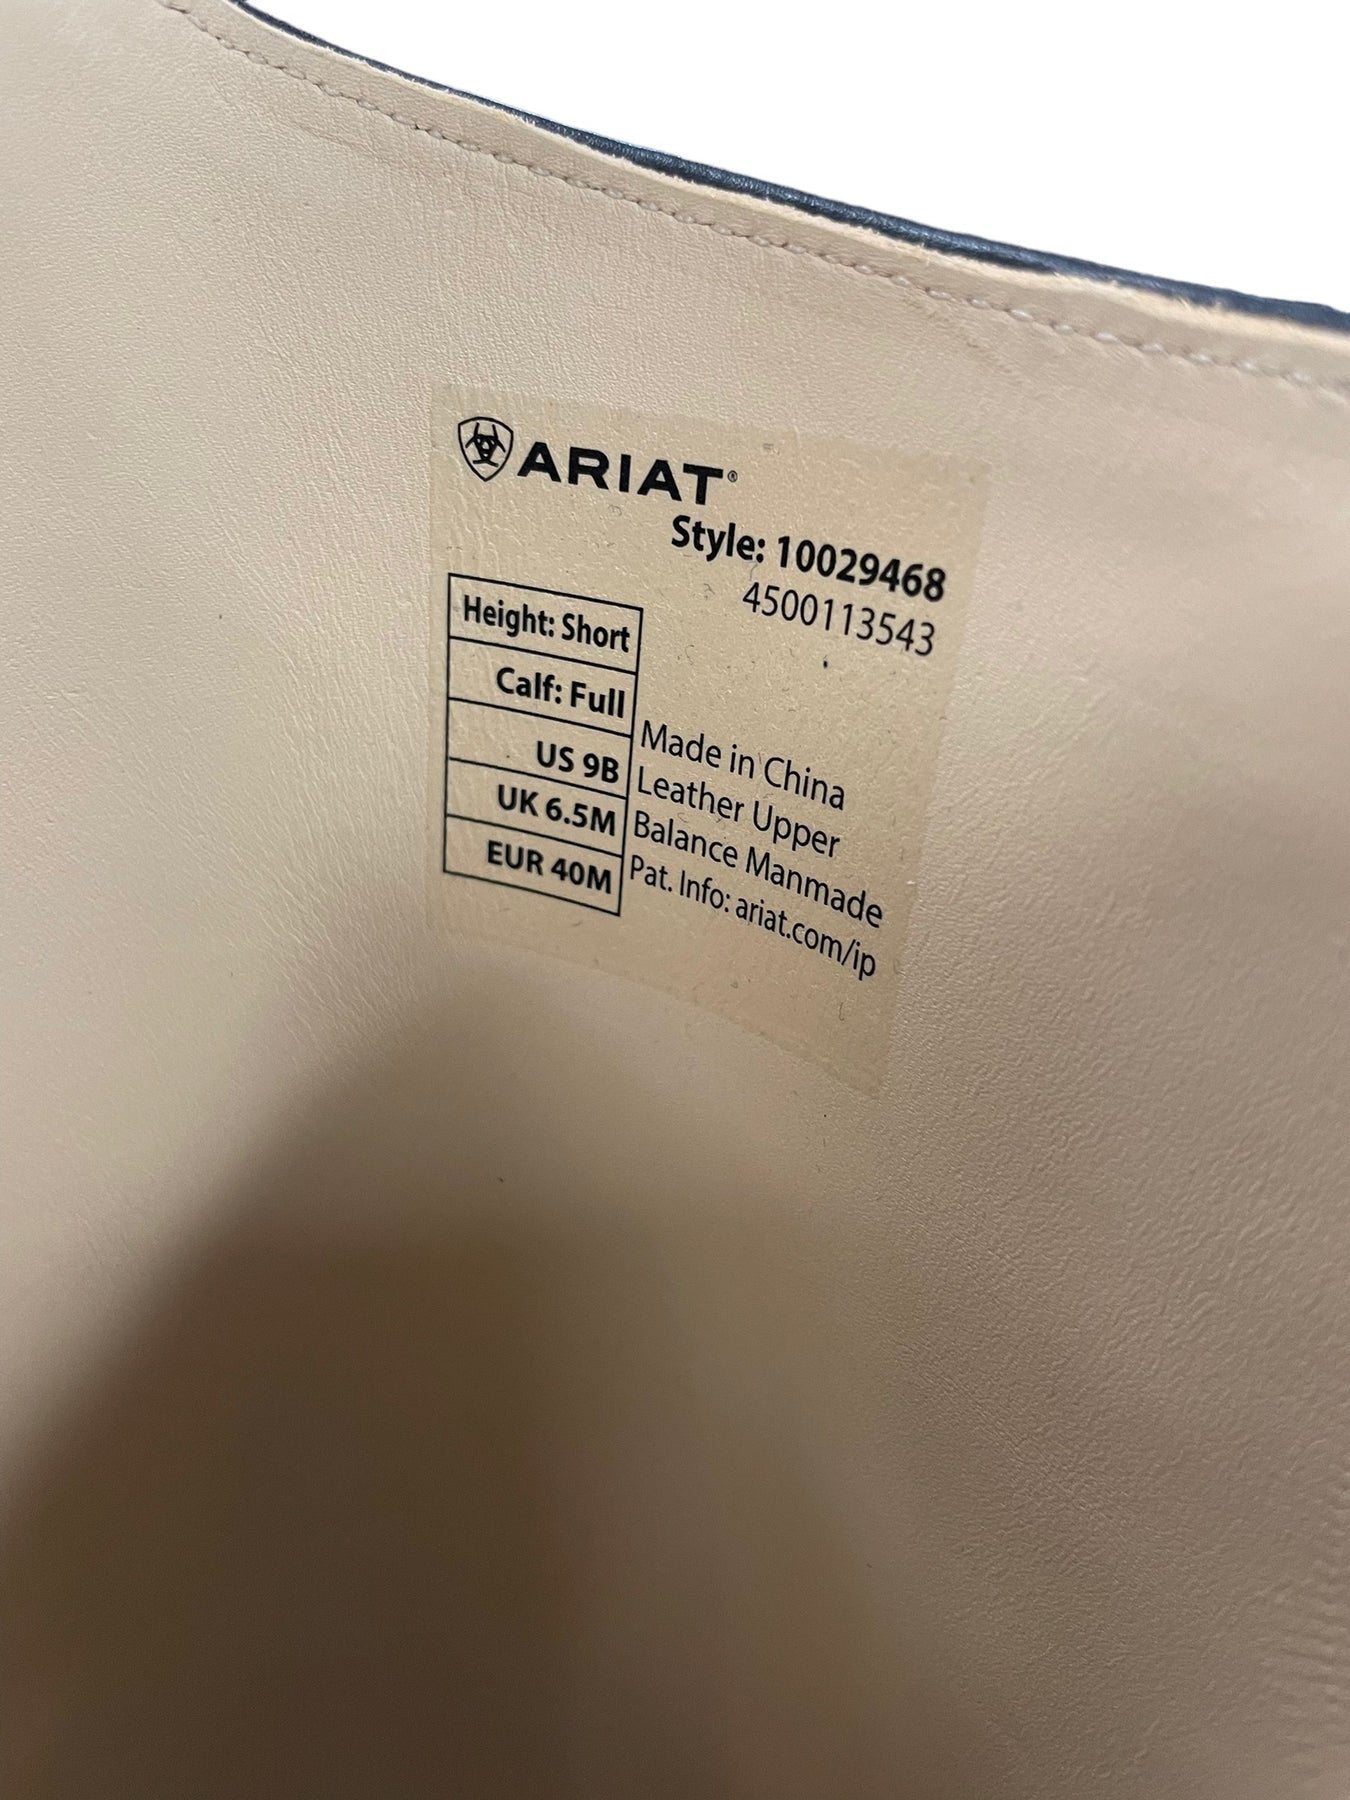 ARIAT®
Style: 10029468
4500113543
Height: Short
Calf: Full
US 9B
UK 6.5M
EUR 40M
Made in China
Leather Upper
Balance Manmade
Pat. Info: ariat.com/ip